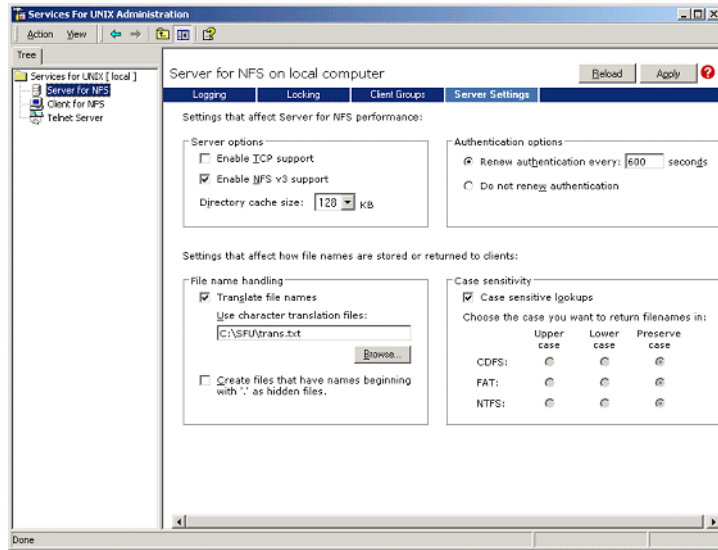 Services For UNIX Administration
Action View
Tree
Services for UNIX [ local ]
Server for NFS
Client for NFS
Telnet Server
Server for NFS on local computer
Reload Apply
Logging Locking Client Groups Server Settings
Settings that affect Server for NFS performance:
Server options
Enable TCP support
Enable NFS v3 support
Directory cache size: 128 KB
Authentication options
Renew authentication every: 600 seconds
Do not renew authentication
Settings that affect how file names are stored or returned to clients:
File name handling
Translate file names
Use character translation files:
C:\SFU\trans.txt
Browse...
Create files that have names beginning
with '.' as hidden files.
Case sensitivity
Case sensitive lookups
Choose the case you want to return filenames in:
Upper case Lower case Preserve case
CDFS:
FAT:
NTFS:
Done